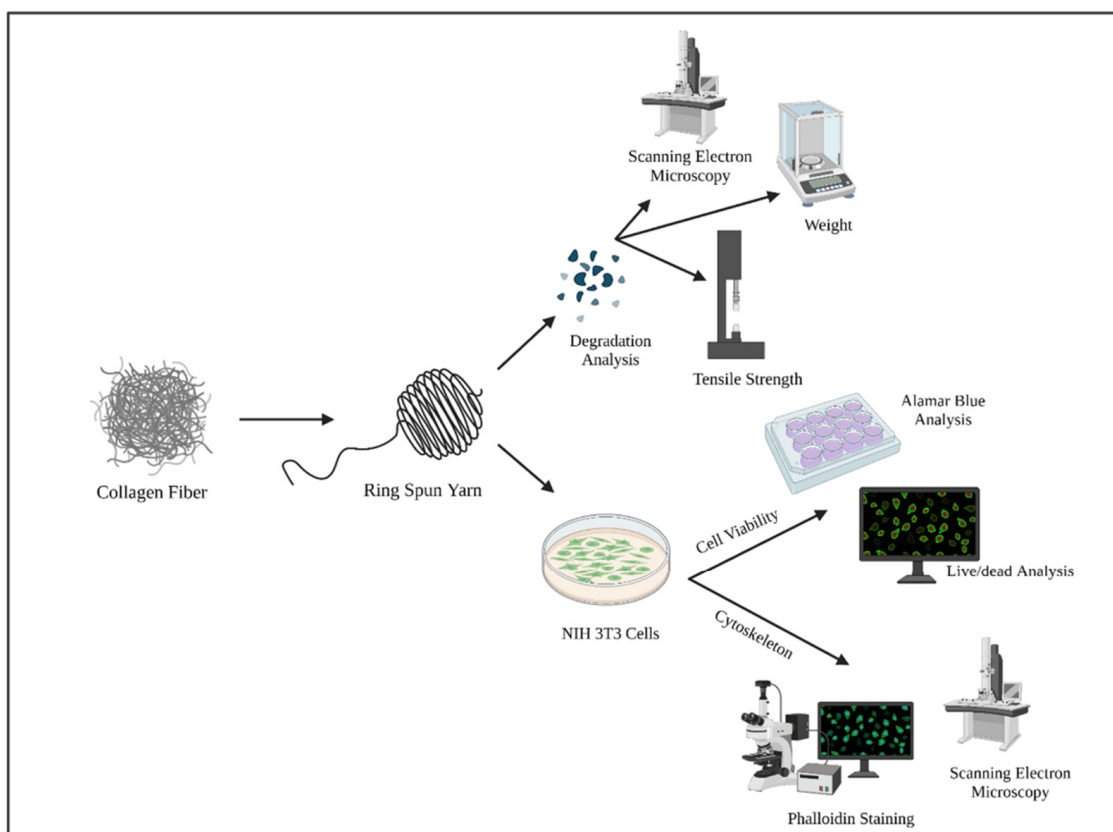 Scanning Electron
Microscopy
Weight
Degradation
Analysis
Tensile Strength
Alamar Blue
Analysis
Collagen Fiber
Ring Spun Yarn
Cell Viability
Live/dead Analysis
NIH 3T3 Cells
Cytoskeleton
Scanning Electron
Microscopy
Phalloidin Staining